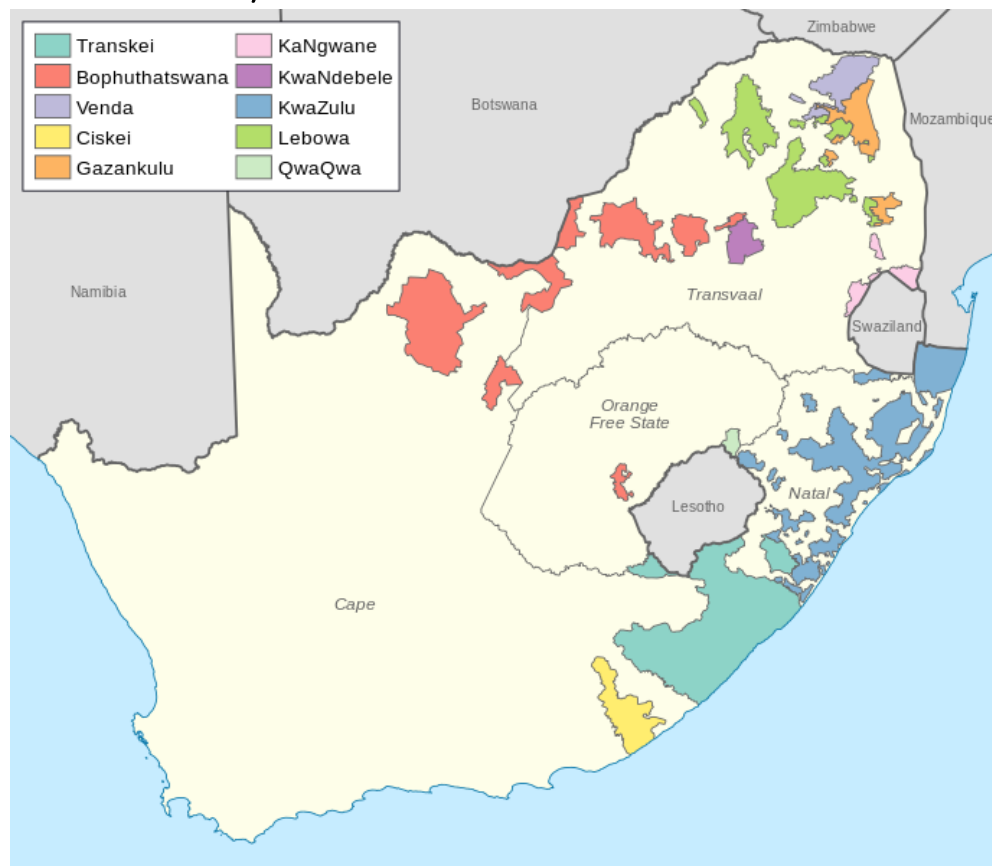 Transkei
Bophuthatswana
Venda
Ciskei
Gazankulu
KaNgwane
KwaNdebele
KwaZulu
Lebowa
QwaQwa
Zimbabwe
Botswana
Mozambique
Namibia
Transvaal
Swaziland
Orange
Free State
Natal
Lesotho
Cape